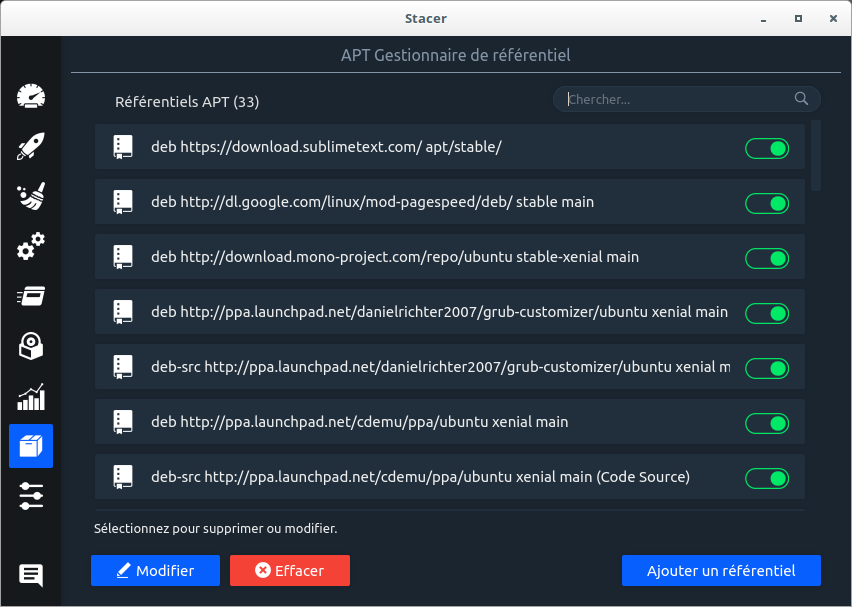 Stacer
APT Gestionnaire de référentiel
Référentiels APT (33)
Chercher...
deb https://download.sublimetext.com/ apt/stable/
deb http://dl.google.com/linux/mod-pagespeed/deb/ stable main
deb http://download.mono-project.com/repo/ubuntu stable-xenial main
deb http://ppa.launchpad.net/danielrichter2007/grub-customizer/ubuntu xenial main
deb-src http://ppa.launchpad.net/danielrichter2007/grub-customizer/ubuntu xenial m
deb http://ppa.launchpad.net/cdemu/ppa/ubuntu xenial main
deb-src http://ppa.launchpad.net/cdemu/ppa/ubuntu xenial main (Code Source)
Sélectionnez pour supprimer ou modifier.
Modifier
Effacer
Ajouter un référentiel